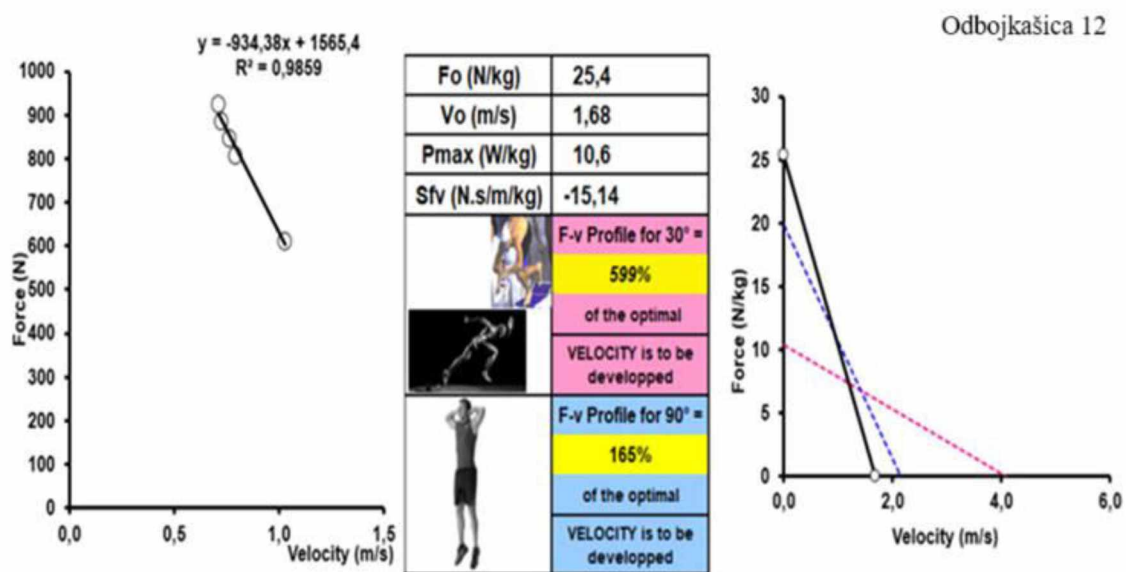 Odbojkašica 12
y = -934,38x + 1565,4
R² = 0,9859
1000
900
800
700
600
500
400
300
200
100
0
Force (N)
0,0
0,5
1,0
1,5
Velocity (m/s)
Fo (N/kg) 25,4
Vo (m/s) 1,68
Pmax (W/kg) 10,6
Sfv (N.s/m/kg) -15,14
F-v Profile for 30° =
599%
of the optimal
VELOCITY is to be
developped
F-v Profile for 90° =
165%
of the optimal
VELOCITY is to be
developped
30
25
20
15
10
5
0
Force (N/kg)
0,0
2,0
4,0
6,0
Velocity (m/s)